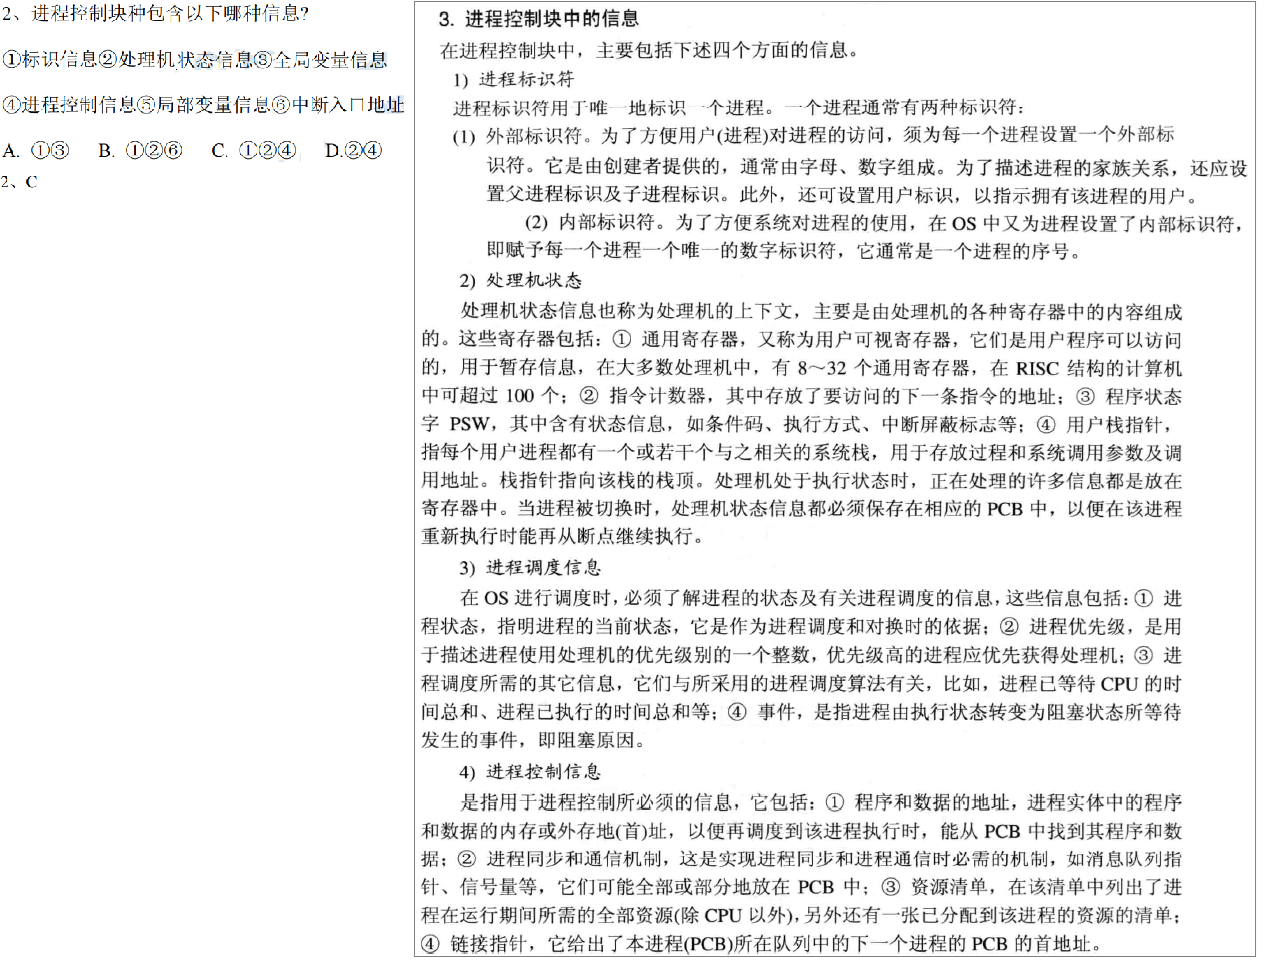 2、进程控制块种包含以下哪种信息?
①标识信息②处理机状态信息③全局变量信息
④进程控制信息⑤局部变量信息⑥中断入口地址
A. ①③ B. ①②⑥ C. ①②④ D.②④
2、C
3. 进程控制块中的信息
在进程控制块中，主要包括下述四个方面的信息。
1) 进程标识符
进程标识符用于唯一地标识一个进程。一个进程通常有两种标识符：
(1) 外部标识符。为了方便用户(进程)对进程的访问，须为每一个进程设置一个外部标
识符。它是由创建者提供的，通常由字母、数字组成。为了描述进程的家族关系，还应设
置父进程标识及子进程标识。此外，还可设置用户标识，以指示拥有该进程的用户。
(2) 内部标识符。为了方便系统对进程的使用，在 OS 中又为进程设置了内部标识符，
即赋予每一个进程一个唯一的数字标识符，它通常是一个进程的序号。
2) 处理机状态
处理机状态信息也称为处理机的上下文，主要是由处理机的各种寄存器中的内容组成
的。这些寄存器包括：① 通用寄存器，又称为用户可视寄存器，它们是用户程序可以访问
的，用于暂存信息，在大多数处理机中，有 8～32 个通用寄存器，在 RISC 结构的计算机
中可超过 100 个；② 指令计数器，其中存放了要访问的下一条指令的地址；③ 程序状态
字 PSW，其中含有状态信息，如条件码、执行方式、中断屏蔽标志等；④ 用户栈指针，
指每个用户进程都有一个或若干个与之相关的系统栈，用于存放过程和系统调用参数及调
用地址。栈指针指向该栈的栈顶。处理机处于执行状态时，正在处理的许多信息都是放在
寄存器中。当进程被切换时，处理机状态信息都必须保存在相应的 PCB 中，以便在该进程
重新执行时能再从断点继续执行。
3) 进程调度信息
在 OS 进行调度时，必须了解进程的状态及有关进程调度的信息，这些信息包括：① 进
程状态，指明进程的当前状态，它是作为进程调度和对换时的依据；② 进程优先级，是用
于描述进程使用处理机的优先级别的一个整数，优先级高的进程应优先获得处理机；③ 进
程调度所需的其它信息，它们与所采用的进程调度算法有关，比如，进程已等待 CPU 的时
间总和、进程已执行的时间总和等；④ 事件，是指进程由执行状态转变为阻塞状态所等待
发生的事件，即阻塞原因。
4) 进程控制信息
是指用于进程控制所必须的信息，它包括：① 程序和数据的地址，进程实体中的程序
和数据的内存或外存地(首)址，以便再调度到该进程执行时，能从 PCB 中找到其程序和数
据；② 进程同步和通信机制，这是实现进程同步和进程通信时必需的机制，如消息队列指
针、信号量等，它们可能全部或部分地放在 PCB 中；③ 资源清单，在该清单中列出了进
程在运行期间所需的全部资源(除 CPU 以外)，另外还有一张已分配到该进程的资源的清单；
④ 链接指针，它给出了本进程(PCB)所在队列中的下一个进程的 PCB 的首地址。